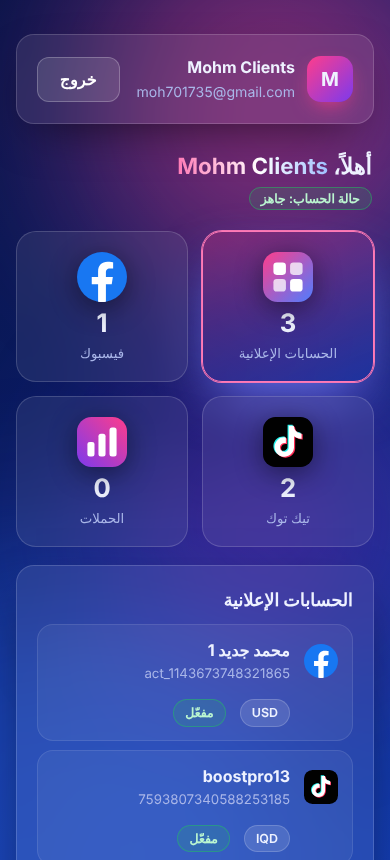 Mohm Clients
M
moh701735@gmail.com
خروج
أهلاً، Mohm Clients
حالة الحساب: جاهز
3
الحسابات الإعلانية
1
فيسبوك
2
تيك توك
0
الحملات
الحسابات الإعلانية
محمد جديد 1
act_1143673748321865
USD
مفعّل
boostpro13
7593807340588253185
IQD
مفعّل